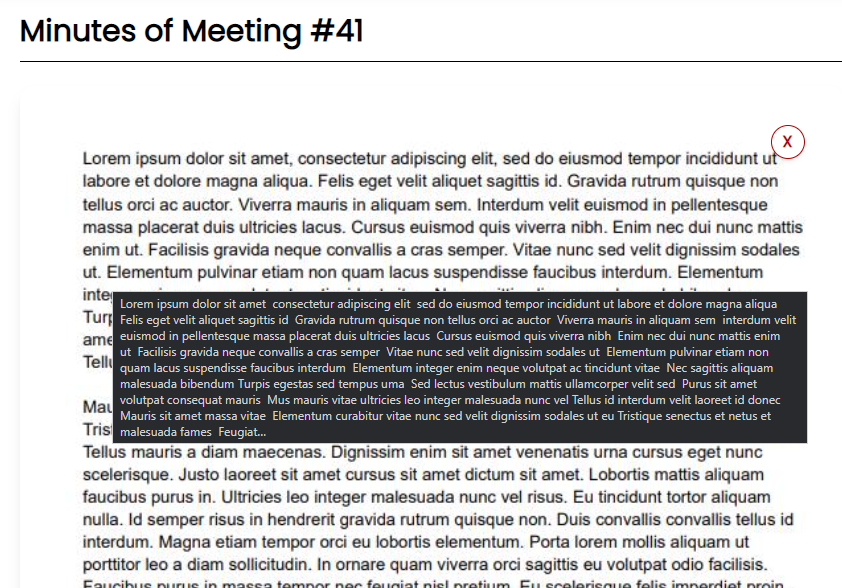 Minutes of Meeting #41
X
Lorem ipsum dolor sit amet, consectetur adipiscing elit, sed do eiusmod tempor incididunt ut
labore et dolore magna aliqua. Felis eget velit aliquet sagittis id. Gravida rutrum quisque non
tellus orci ac auctor. Viverra mauris in aliquam sem. Interdum velit euismod in pellentesque
massa placerat duis ultricies lacus. Cursus euismod quis viverra nibh. Enim nec dui nunc mattis
enim ut. Facilisis gravida neque convallis a cras semper. Vitae nunc sed velit dignissim sodales
ut. Elementum pulvinar etiam non quam lacus suspendisse faucibus interdum. Elementum
Lorem ipsum dolor sit amet  consectetur adipiscing elit  sed do eiusmod tempor incididunt ut labore et dolore magna aliqua
Felis eget velit aliquet sagittis id  Gravida rutrum quisque non tellus orci ac auctor  Viverra mauris in aliquam sem  interdum velit
euismod in pellentesque massa placerat duis ultricies lacus  Cursus euismod quis viverra nibh  Enim nec dui nunc mattis enim
ut  Facilisis gravida neque convallis a cras semper  Vitae nunc sed velit dignissim sodales ut  Elementum pulvinar etiam non
quam lacus suspendisse faucibus interdum  Elementum integer enim neque volutpat ac tincidunt vitae  Nec sagittis aliquam
malesuada bibendum Turpis egestas sed tempus uma  Sed lectus vestibulum mattis ullamcorper velit sed  Purus sit amet
volutpat consequat mauris  Mus mauris vitae ultricies leo integer malesuada nunc vel Tellus id interdum velit laoreet id donec
Mauris sit amet massa vitae  Elementum curabitur vitae nunc sed velit dignissim sodales ut eu Tristique senectus et netus et
malesuada fames  Feugiat...
Tellus mauris a diam maecenas. Dignissim enim sit amet venenatis urna cursus eget nunc
scelerisque. Justo laoreet sit amet cursus sit amet dictum sit amet. Lobortis mattis aliquam
faucibus purus in. Ultricies leo integer malesuada nunc vel risus. Eu tincidunt tortor aliquam
nulla. Id semper risus in hendrerit gravida rutrum quisque non. Duis convallis convallis tellus id
interdum. Magna etiam tempor orci eu lobortis elementum. Porta lorem mollis aliquam ut
porttitor leo a diam sollicitudin. In ornare quam viverra orci sagittis eu volutpat odio facilisis.
Faucibus purus in massa tempor nec feugiat nisl pretium. Eu scelerisque felis imperdiet proin